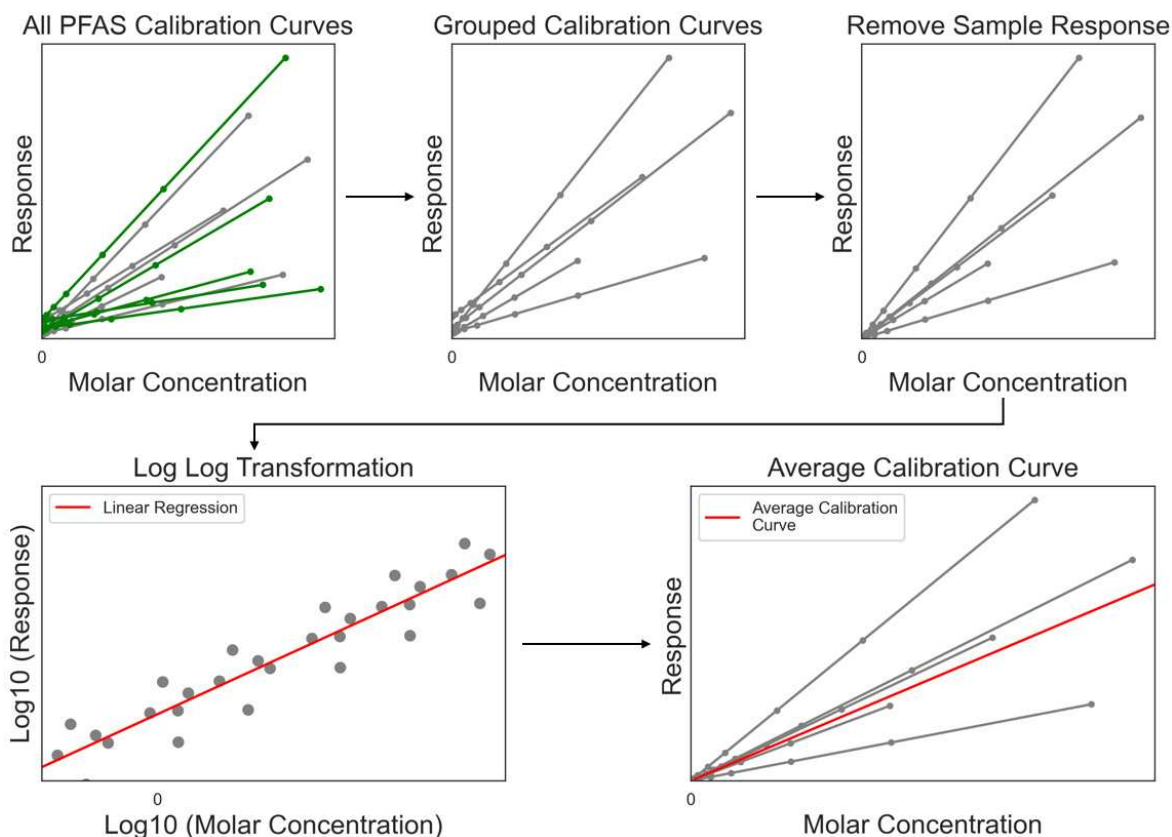 All PFAS Calibration Curves
Response
0
Molar Concentration
Grouped Calibration Curves
Response
0
Molar Concentration
Remove Sample Response
Response
0
Molar Concentration
Log Log Transformation
Linear Regression
Log10 (Response)
0
Log10 (Molar Concentration)
Average Calibration Curve
Average Calibration
Curve
Response
0
Molar Concentration